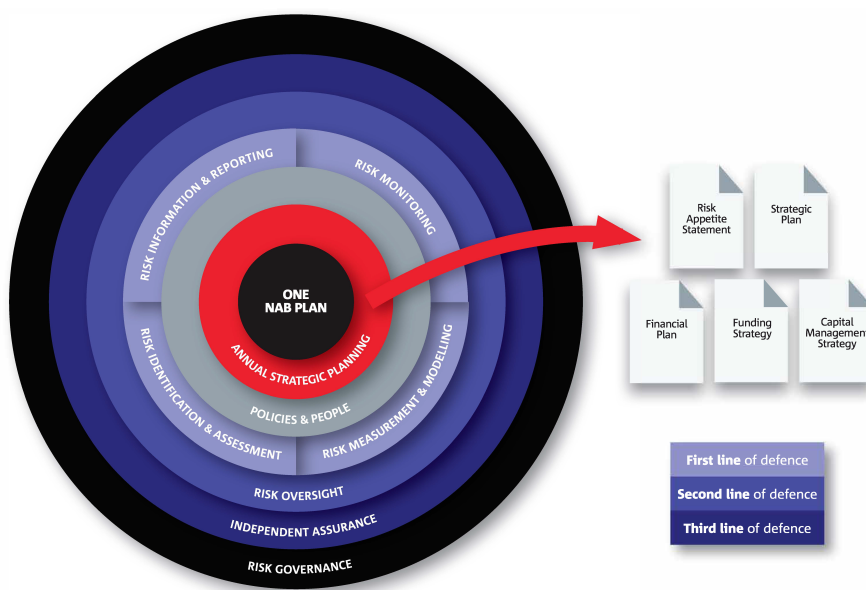 RISK INFORMATION & REPORTING
RISK MONITORING
ONE
NAB PLAN
ANNUAL STRATEGIC PLANNING
POLICIES & PEOPLE
RISK IDENTIFICATION & ASSESSMENT
RISK MEASUREMENT & MODELLING
RISK OVERSIGHT
INDEPENDENT ASSURANCE
RISK GOVERNANCE
Risk
Appetite
Statement
Strategic
Plan
Financial
Plan
Funding
Strategy
Capital
Management
Strategy
First line of defence
Second line of defence
Third line of defence